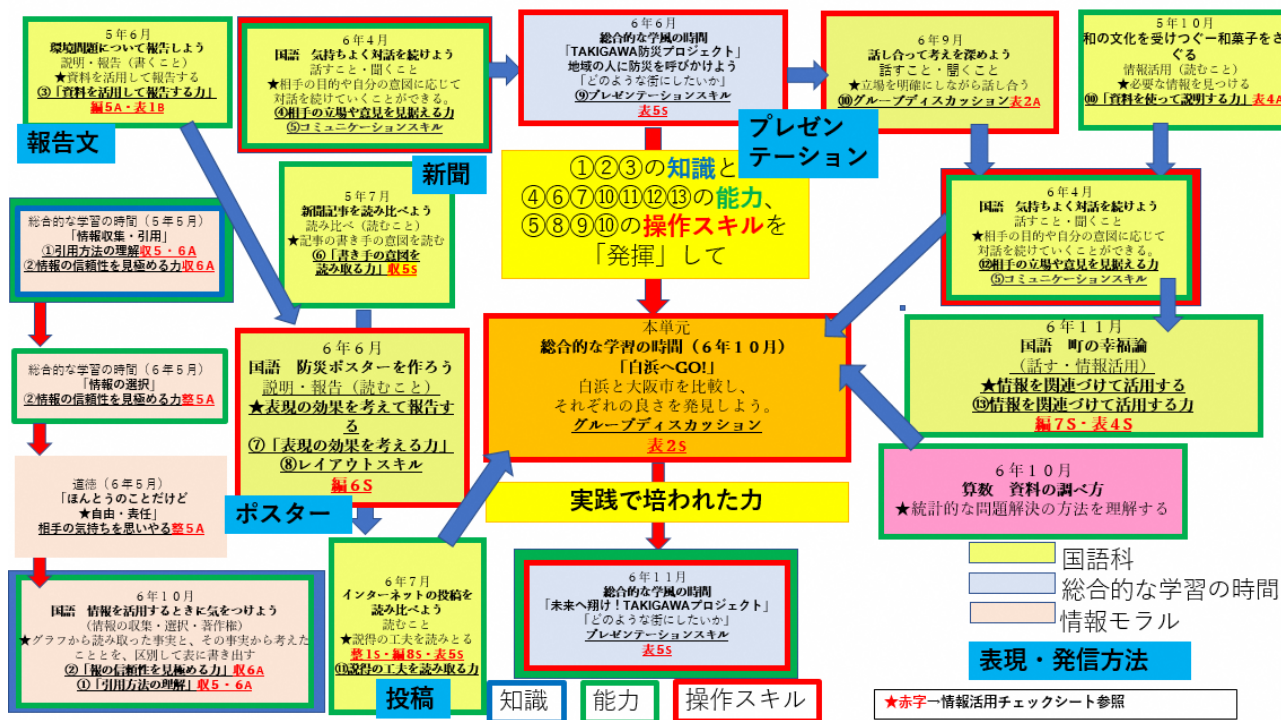 5年6月
環境問題について報告しよう
説明・報告（書くこと）
★資料を活用して報告する
③「資料を活用して報告する力」
編5A・表1B
報告文
6年4月
国語　気持ちよく対話を続けよう
話すこと・聞くこと
★相手の目的や自分の意図に応じて
対話を続けていくことができる。
④相手の立場や意見を見据える力
⑤コミュニケーションスキル
新聞
6年6月
総合的な学風の時間
「TAKIGAWA防災プロジェクト」
地域の人に防災を呼びかけよう
「どのような街にしたいか」
⑨プレゼンテーションスキル
表5S
プレゼン
テーション
6年9月
話し合って考えを深めよう
話すこと・聞くこと
★立場を明確にしながら話し合う
⑩グループディスカッション表2A
5年10月
和の文化を受けつぐー和菓子をさ
ぐる
情報活用（読むこと）
★必要な情報を見つける
⑩「資料を使って説明する力」表4A
①②③の知識と
④⑥⑦⑩⑪⑫⑬の能力、
⑤⑧⑨⑩の操作スキルを
「発揮」して
5年7月
新聞記事を読み比べよう
読み比べ（読むこと）
★記事の書き手の意図を読む
⑥「書き手の意図を
読み取る力」収5S
総合的な学習の時間（5年5月）
「情報収集・引用」
①引用方法の理解収5・6A
②情報の信頼性を見極める力収6A
6年4月
国語　気持ちよく対話を続けよう
話すこと・聞くこと
★相手の目的や自分の意図に応じて
対話を続けていくことができる。
⑫相手の立場や意見を見据える力
⑤コミュニケーションスキル
総合的な学習の時間（6年5月）
「情報の選択」
②情報の信頼性を見極める力整5A
6年6月
国語　防災ポスターを作ろう
説明・報告（読むこと）
★表現の効果を考えて報告す
る
⑦「表現の効果を考える力」
⑧レイアウトスキル
編6S
ポスター
本単元
総合的な学習の時間（6年10月）
「白浜へGO!」
白浜と大阪市を比較し、
それぞれの良さを発見しよう。
グループディスカッション
表2S
6年11月
国語　町の幸福論
（話す・情報活用）
★情報を関連づけて活用する
⑬情報を関連づけて活用する力
編7S・表4S
道徳（6年5月）
「ほんとうのことだけど
★自由・責任」
相手の気持ちを思いやる整5A
実践で培われた力
6年10月
算数　資料の調べ方
★統計的な問題解決の方法を理解する
6年10月
国語　情報を活用するときに気をつけよう
（情報の収集・選択・著作権）
★グラフから読み取った事実と、その事実から考えた
ことを、区別して表に書き出す
②「報の信頼性を見極める力」収6A
①「引用方法の理解」収5・6A
6年7月
インターネットの投稿を
読み比べよう
読むこと
★説得の工夫を読みとる
整1S・編8S・表5S
⑪説得の工夫を読み取る力
投稿
6年11月
総合的な学風の時間
「未来へ翔け！TAKIGAWAプロジェクト」
「どのような街にしたいか」
プレゼンテーションスキル
表5S
国語科
総合的な学習の時間
情報モラル
表現・発信方法
知識
能力
操作スキル
★赤字→情報活用チェックシート参照